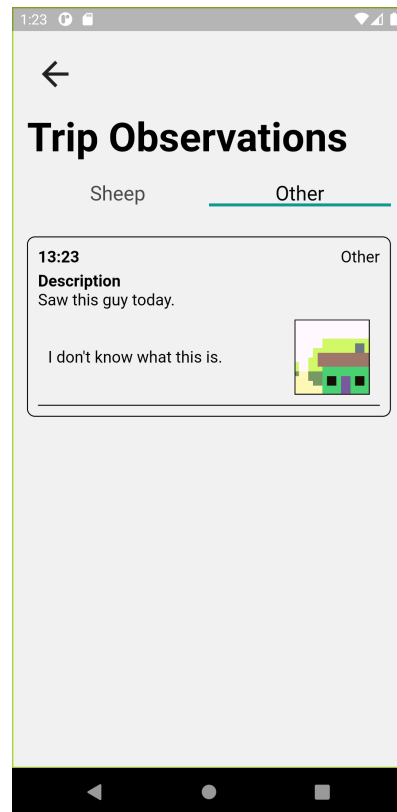 1:23
Trip Observations
Sheep Other
13:23 Other
Description
Saw this guy today.
I don't know what this is.